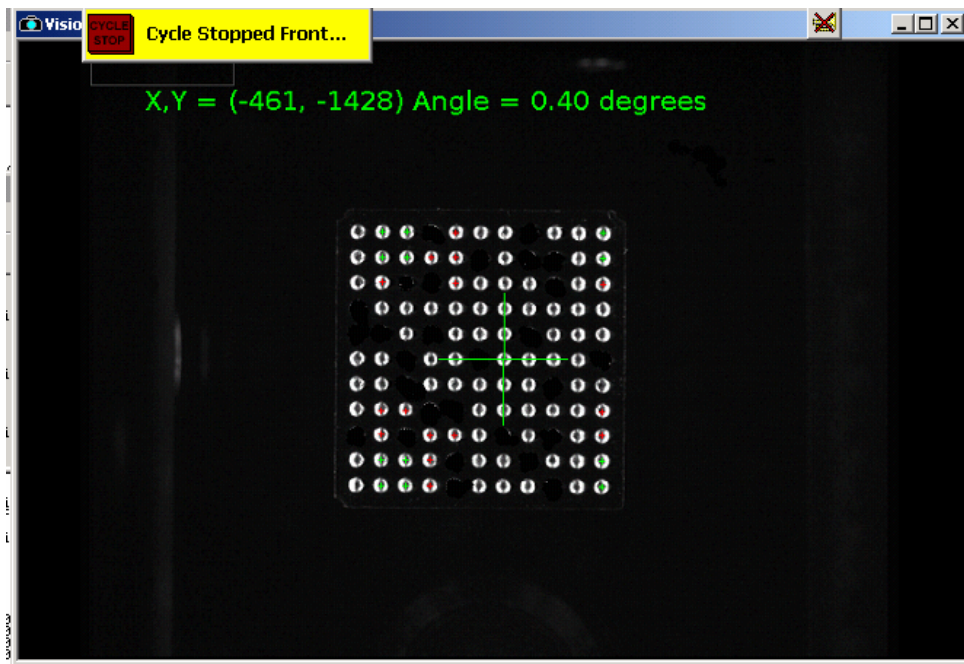 Visio
CYCLE
STOP
Cycle Stopped Front...
X,Y = (-461, -1428) Angle = 0.40 degrees